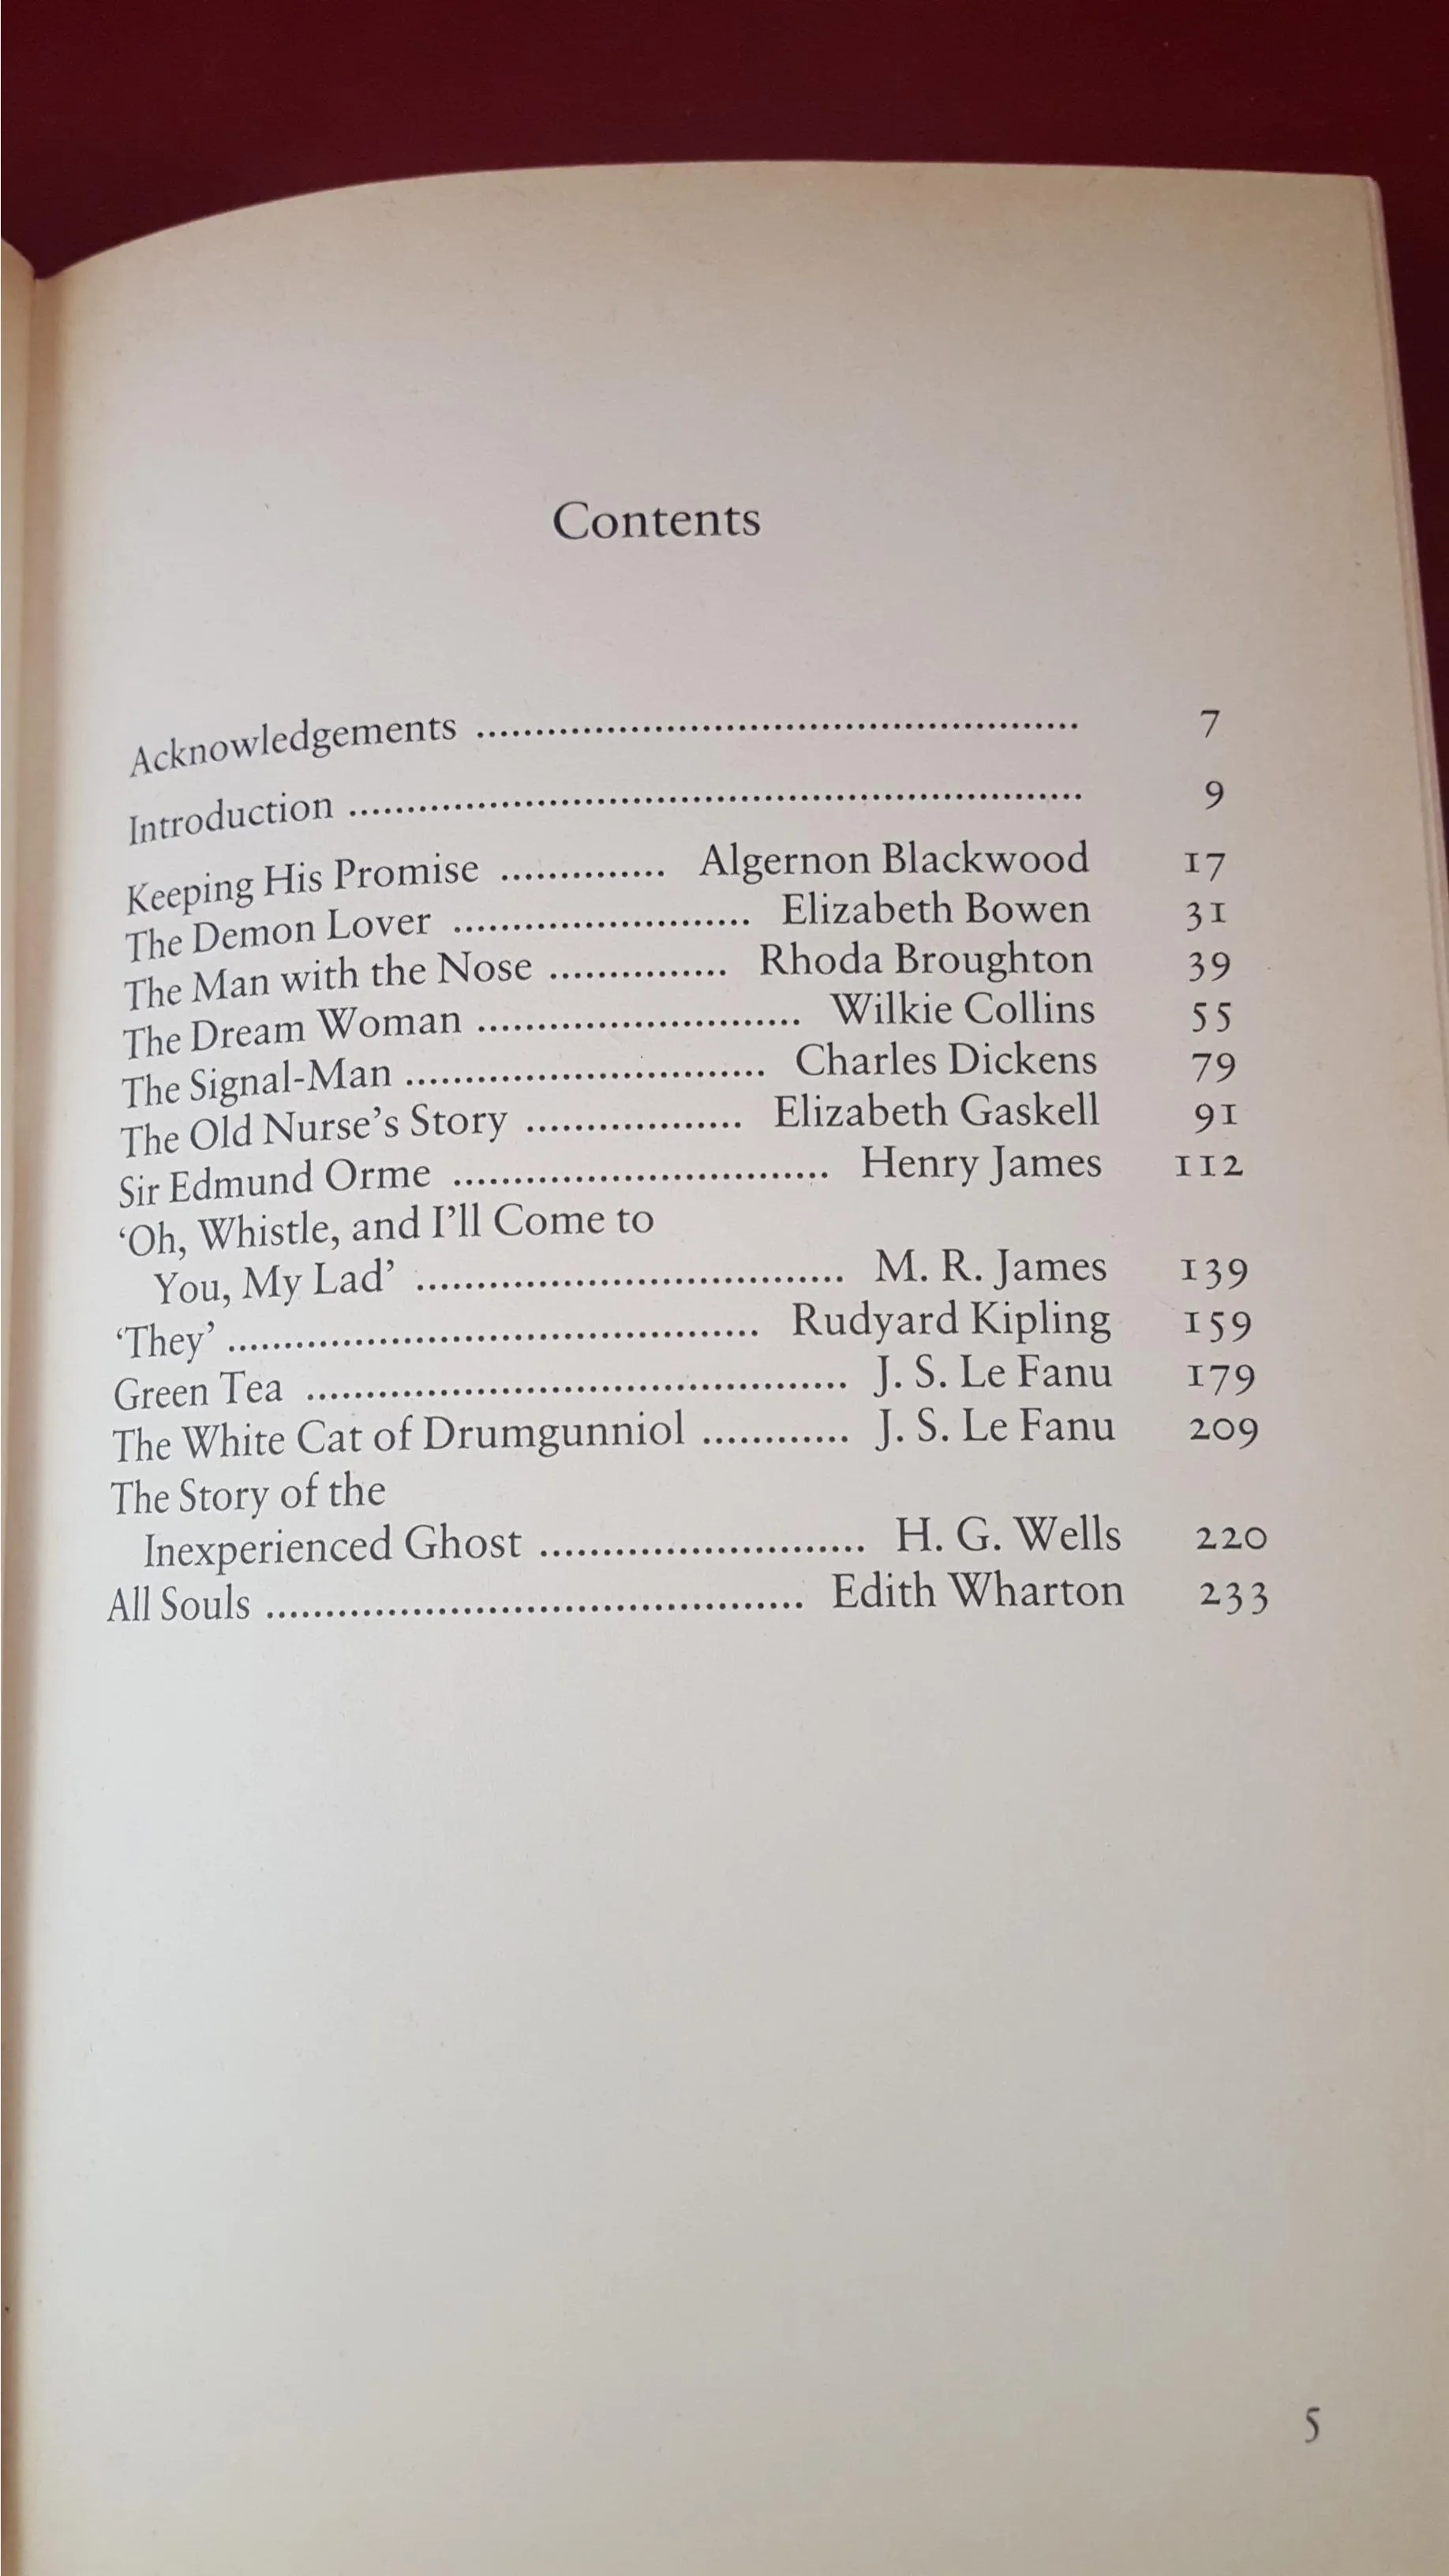 Contents
Acknowledgements ................................................... 7
Introduction .............................................................. 9
Keeping His Promise .............. Algernon Blackwood 17
The Demon Lover ......................... Elizabeth Bowen 31
The Man with the Nose ............... Rhoda Broughton 39
The Dream Woman ........................... Wilkie Collins 55
The Signal-Man .............................. Charles Dickens 79
The Old Nurse’s Story .................. Elizabeth Gaskell 91
Sir Edmund Orme ................................ Henry James 112
‘Oh, Whistle, and I’ll Come to
You, My Lad’ .................................... M. R. James 139
‘They’ ............................................. Rudyard Kipling 159
Green Tea .............................................. J. S. Le Fanu 179
The White Cat of Drumgunniol ............ J. S. Le Fanu 209
The Story of the
Inexperienced Ghost ........................... H. G. Wells 220
All Souls ............................................. Edith Wharton 233
5